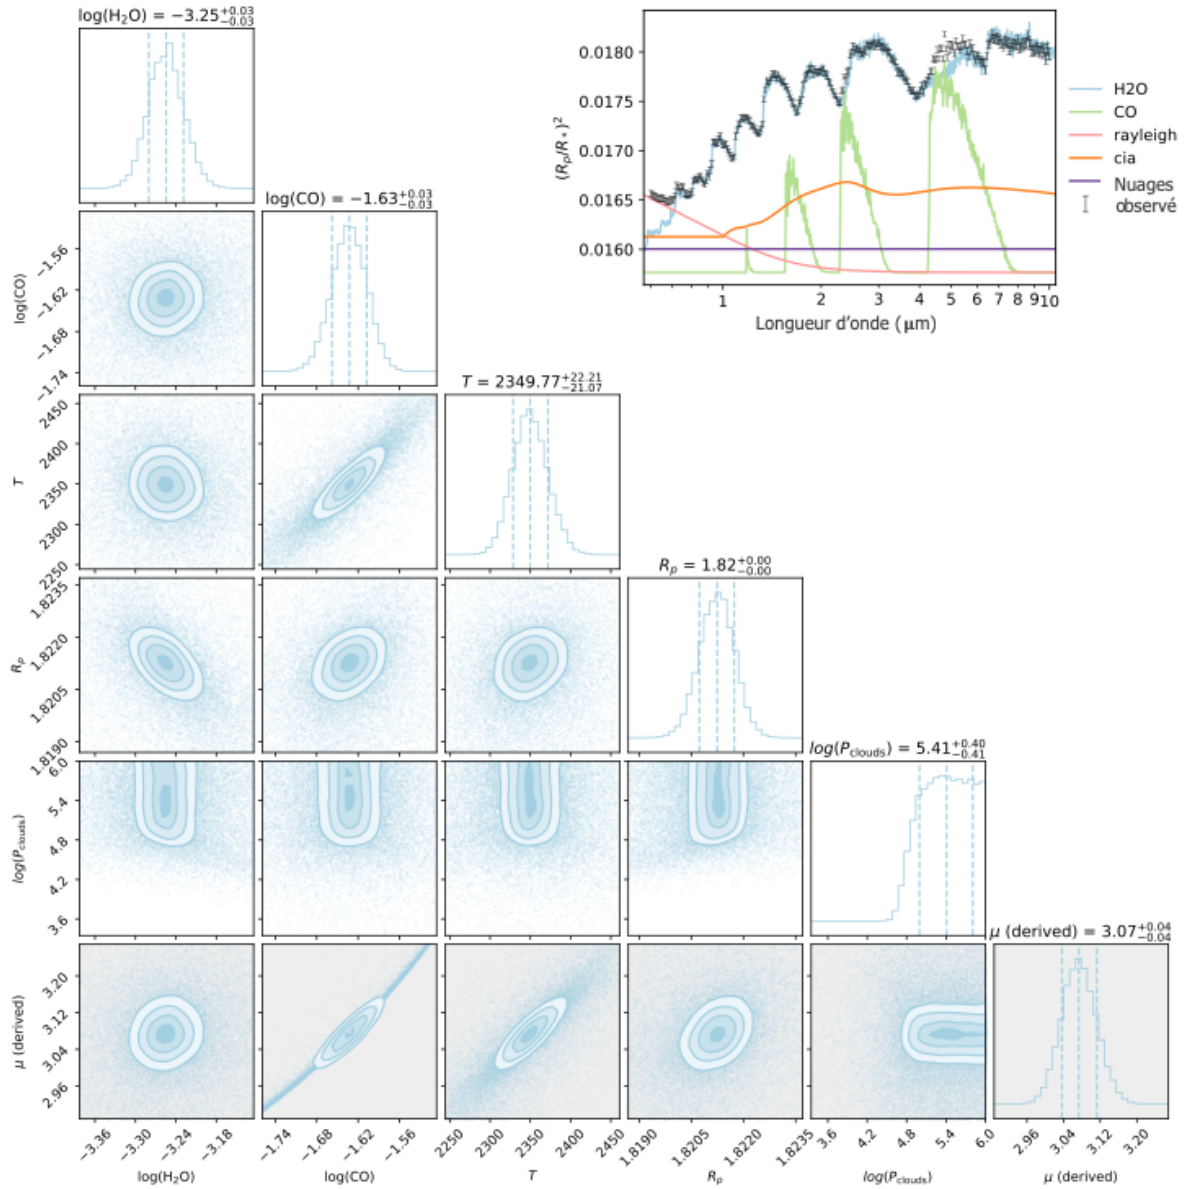 log(H₂O) = −3.25+0.03−0.03
0.0180
0.0175
0.0170
0.0165
0.0160
(Rₚ/R⋆)²
1 2 3 4 5 6 7 8 9 10
Longueur d'onde (μm)
H2O
CO
rayleigh
cia
Nuages
observé
log(CO) = −1.63+0.03−0.03
log(CO)
−1.56
−1.62
−1.68
−1.74
T = 2349.77+22.21−21.07
T
2450
2400
2350
2300
2250
Rₚ = 1.82+0.00−0.00
Rₚ
1.8235
1.8220
1.8205
1.8190
log(Pclouds) = 5.41+0.40−0.41
log(Pclouds)
6.0
5.4
4.8
4.2
3.6
μ (derived) = 3.07+0.04−0.04
μ (derived)
3.20
3.12
3.04
2.96
−3.36 −3.30 −3.24 −3.18
log(H₂O)
−1.74 −1.68 −1.62 −1.56
log(CO)
2250 2300 2350 2400 2450
T
1.8190 1.8205 1.8220 1.8235
Rₚ
3.6 4.2 4.8 5.4 6.0
log(Pclouds)
2.96 3.04 3.12 3.20
μ (derived)